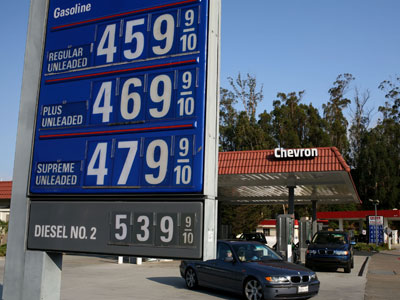 Gasoline
REGULAR UNLEADED 459 9/10
PLUS UNLEADED 469 9/10
SUPREME UNLEADED 479 9/10
DIESEL NO. 2 539 9/10
Chevron